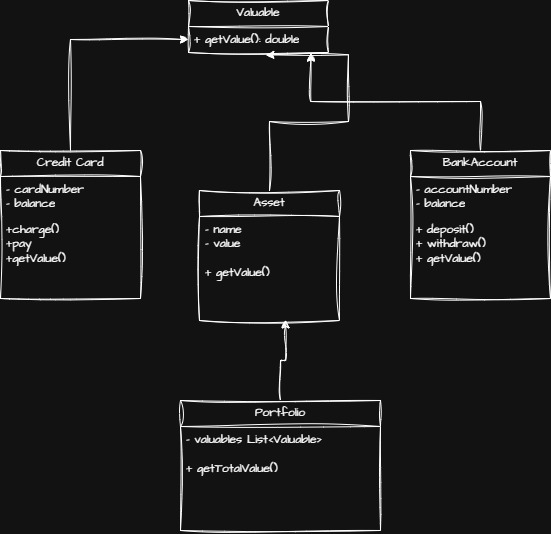 Valuable
+ getValue(): double
Credit Card
- cardNumber
- balance
+charge()
+pay
+getValue()
Asset
- name
- value
+ getValue()
BankAccount
- accountNumber
- balance
+ deposit()
+ withdraw()
+ getValue()
Portfolio
- valuables List<Valuable>
+ getTotalValue()